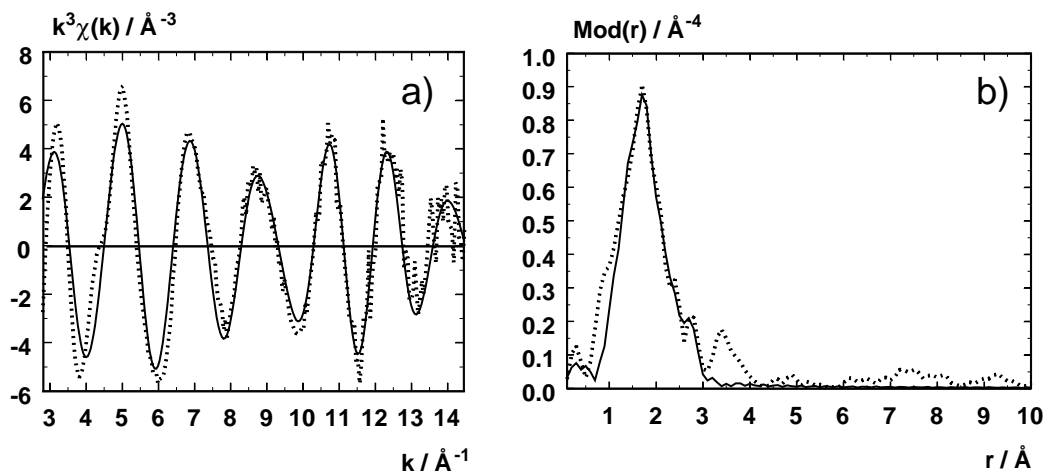 k³χ(k) / Å⁻³
8
6
4
2
0
-2
-4
-6
3 4 5 6 7 8 9 10 11 12 13 14
k / Å⁻¹
a)
Mod(r) / Å⁻⁴
1.0
0.9
0.8
0.7
0.6
0.5
0.4
0.3
0.2
0.1
0.0
1 2 3 4 5 6 7 8 9 10
r / Å
b)